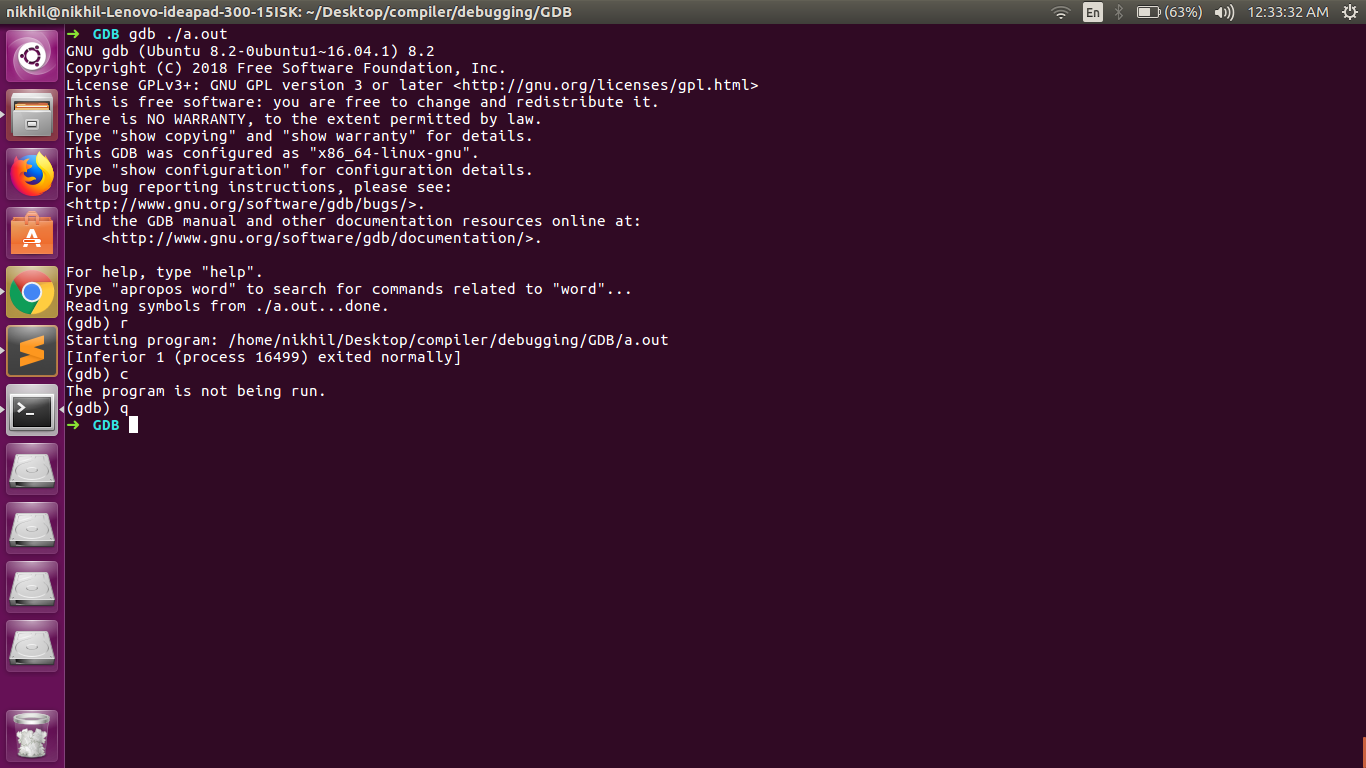 nikhil@nikhil-Lenovo-ideapad-300-15ISK: ~/Desktop/compiler/debugging/GDB
En (63%) 12:33:32 AM
➜  GDB gdb ./a.out
GNU gdb (Ubuntu 8.2-0ubuntu1~16.04.1) 8.2
Copyright (C) 2018 Free Software Foundation, Inc.
License GPLv3+: GNU GPL version 3 or later <http://gnu.org/licenses/gpl.html>
This is free software: you are free to change and redistribute it.
There is NO WARRANTY, to the extent permitted by law.
Type "show copying" and "show warranty" for details.
This GDB was configured as "x86_64-linux-gnu".
Type "show configuration" for configuration details.
For bug reporting instructions, please see:
<http://www.gnu.org/software/gdb/bugs/>.
Find the GDB manual and other documentation resources online at:
    <http://www.gnu.org/software/gdb/documentation/>.

For help, type "help".
Type "apropos word" to search for commands related to "word"...
Reading symbols from ./a.out...done.
(gdb) r
Starting program: /home/nikhil/Desktop/compiler/debugging/GDB/a.out
[Inferior 1 (process 16499) exited normally]
(gdb) c
The program is not being run.
(gdb) q
➜  GDB